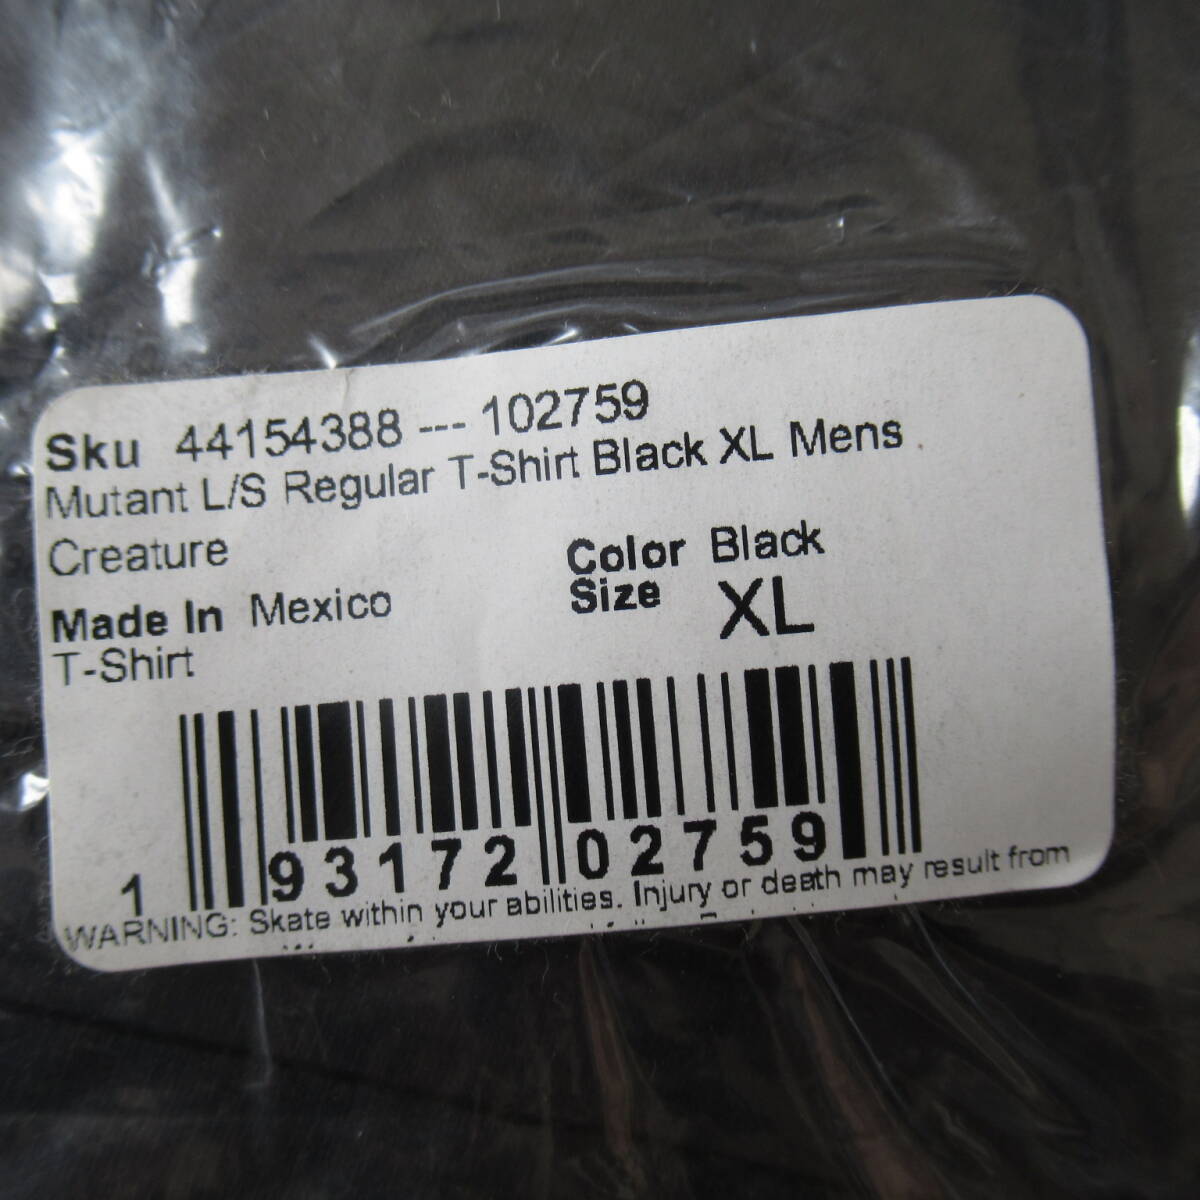 Sku 44154388 --- 102759
Mutant L/S Regular T-Shirt Black XL Mens
Creature
Color Black
Made In Mexico
Size XL
T-Shirt
1 93172 02759
WARNING: Skate within your abilities. Injury or death may result from